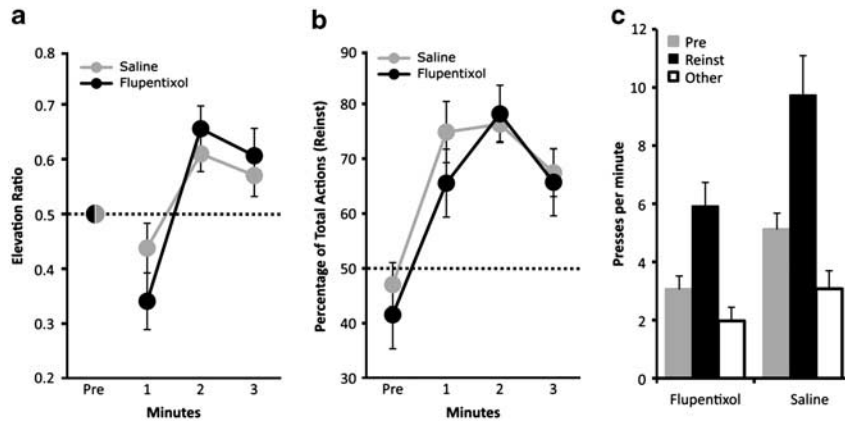 a
Saline
Flupentixol
Elevation Ratio
0.8
0.7
0.6
0.5
0.4
0.3
0.2
Pre
1
2
3
Minutes
b
Saline
Flupentixol
Percentage of Total Actions (Reinst)
90
80
70
60
50
40
30
Pre
1
2
3
Minutes
c
Pre
Reinst
Other
Presses per minute
12
10
8
6
4
2
0
Flupentixol
Saline